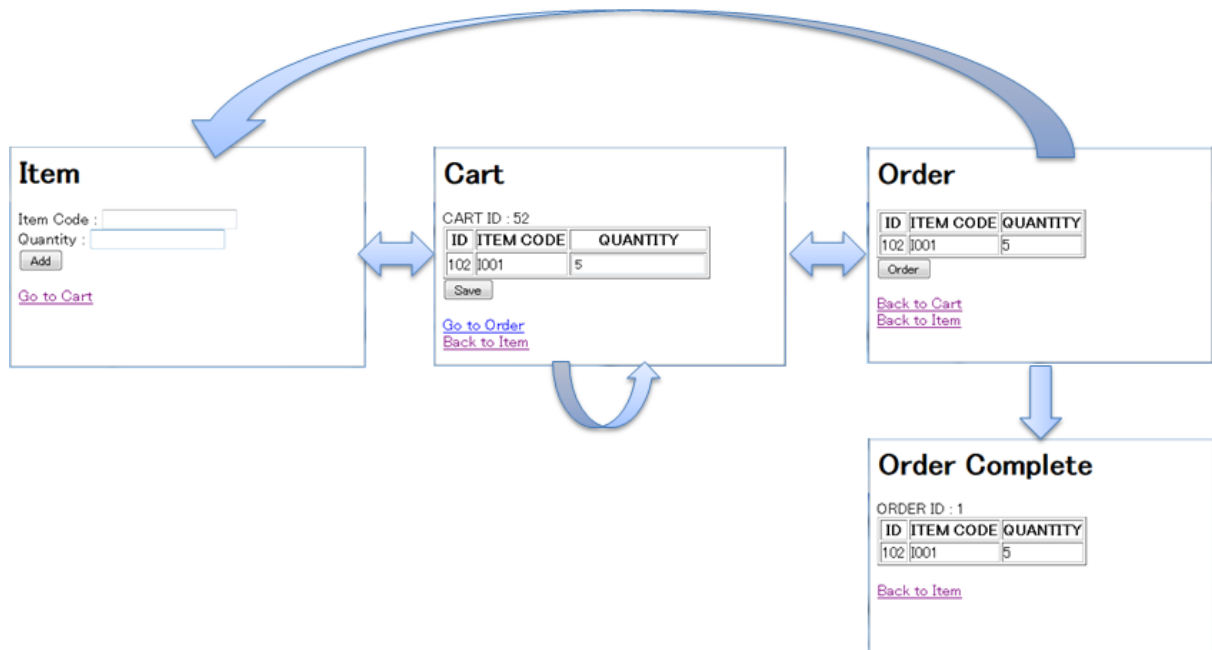 Item
Item Code :
Quantity :
Add
Go to Cart
Cart
CART ID : 52
ID ITEM CODE QUANTITY
102 I001 5
Save
Go to Order
Back to Item
Order
ID ITEM CODE QUANTITY
102 I001 5
Order
Back to Cart
Back to Item
Order Complete
ORDER ID : 1
ID ITEM CODE QUANTITY
102 I001 5
Back to Item